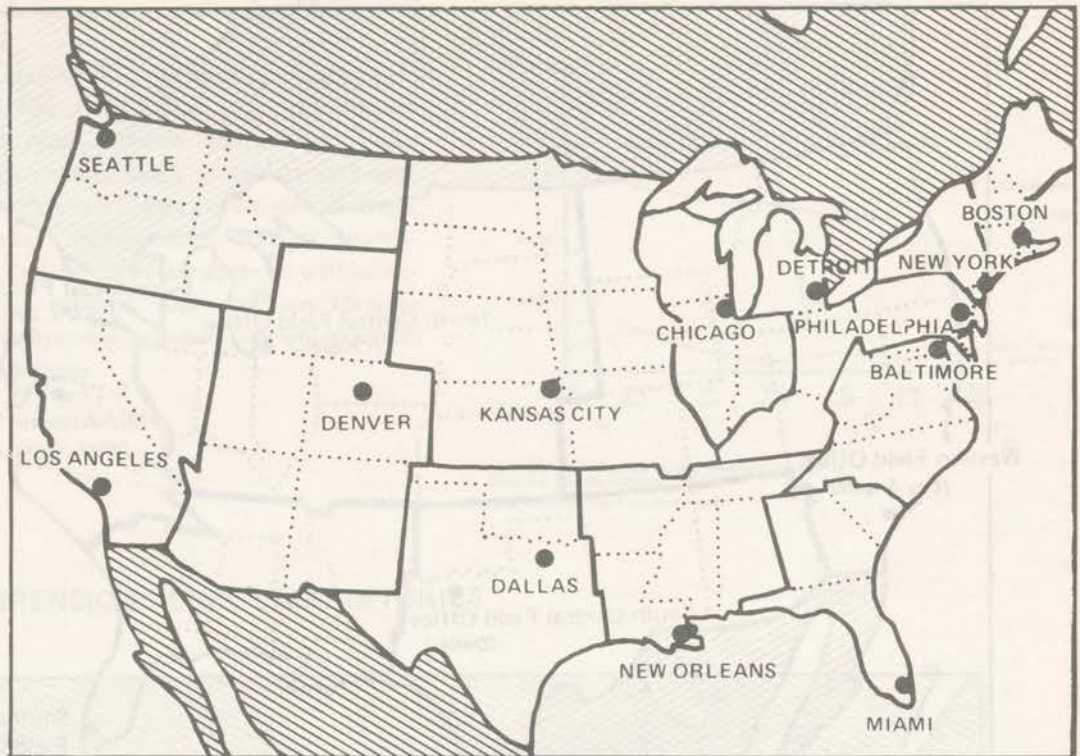 SEATTLE
BOSTON
DETROIT
NEW YORK
CHICAGO
PHILADELPHIA
BALTIMORE
DENVER
KANSAS CITY
LOS ANGELES
DALLAS
NEW ORLEANS
MIAMI